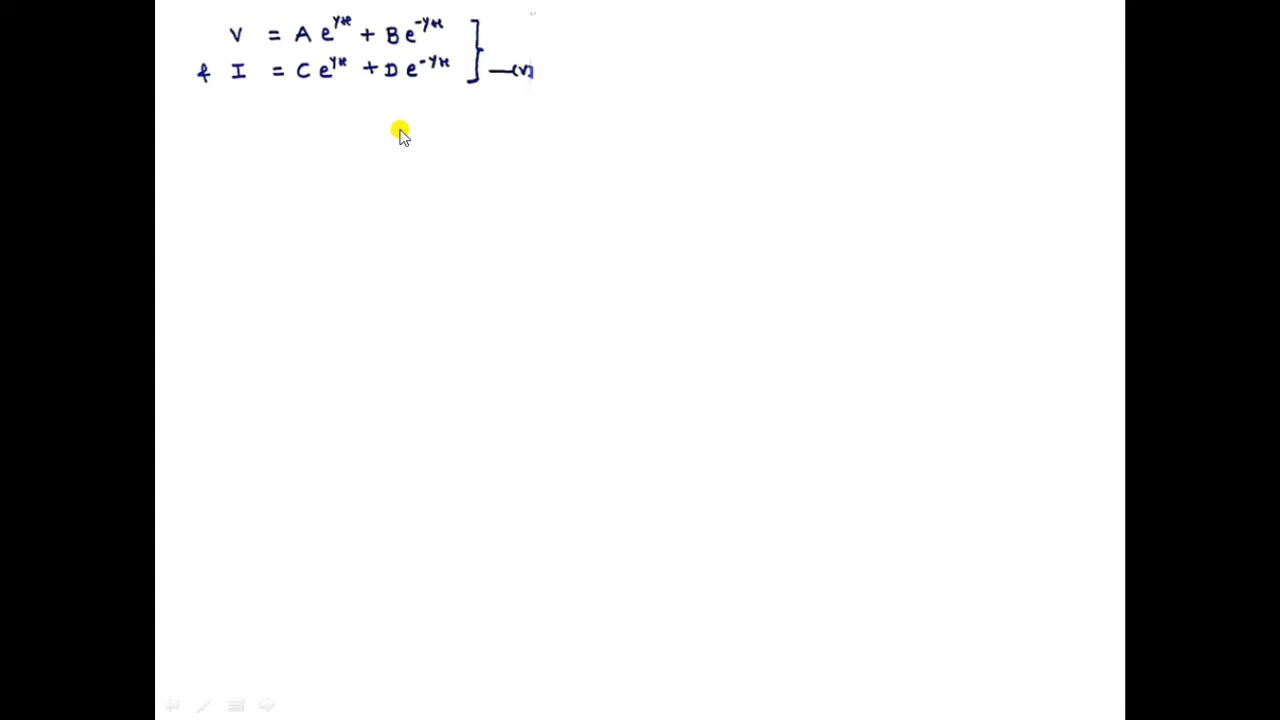 V = A e^γx + B e^-γx
& I = C e^γx + D e^-γx —(v)